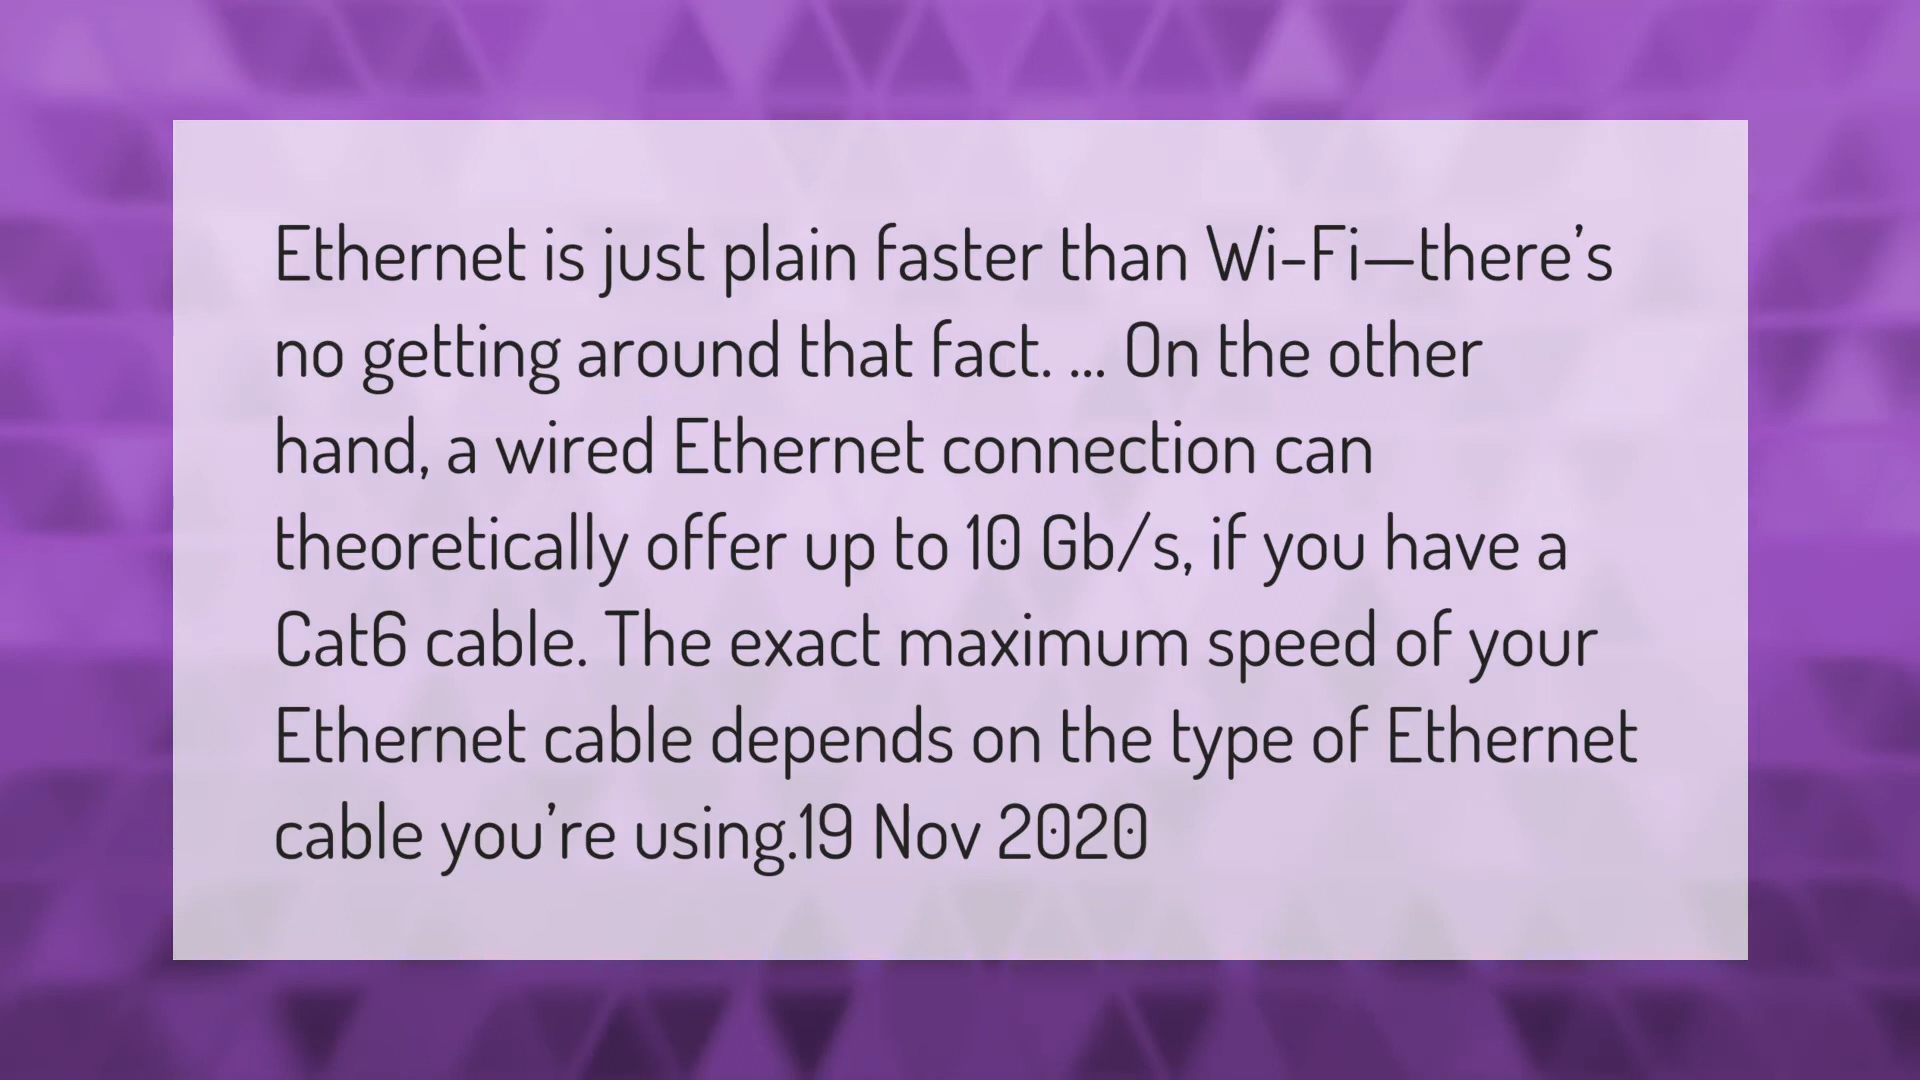 Ethernet is just plain faster than Wi-Fi—there’s
no getting around that fact. ... On the other
hand, a wired Ethernet connection can
theoretically offer up to 10 Gb/s, if you have a
Cat6 cable. The exact maximum speed of your
Ethernet cable depends on the type of Ethernet
cable you’re using.19 Nov 2020